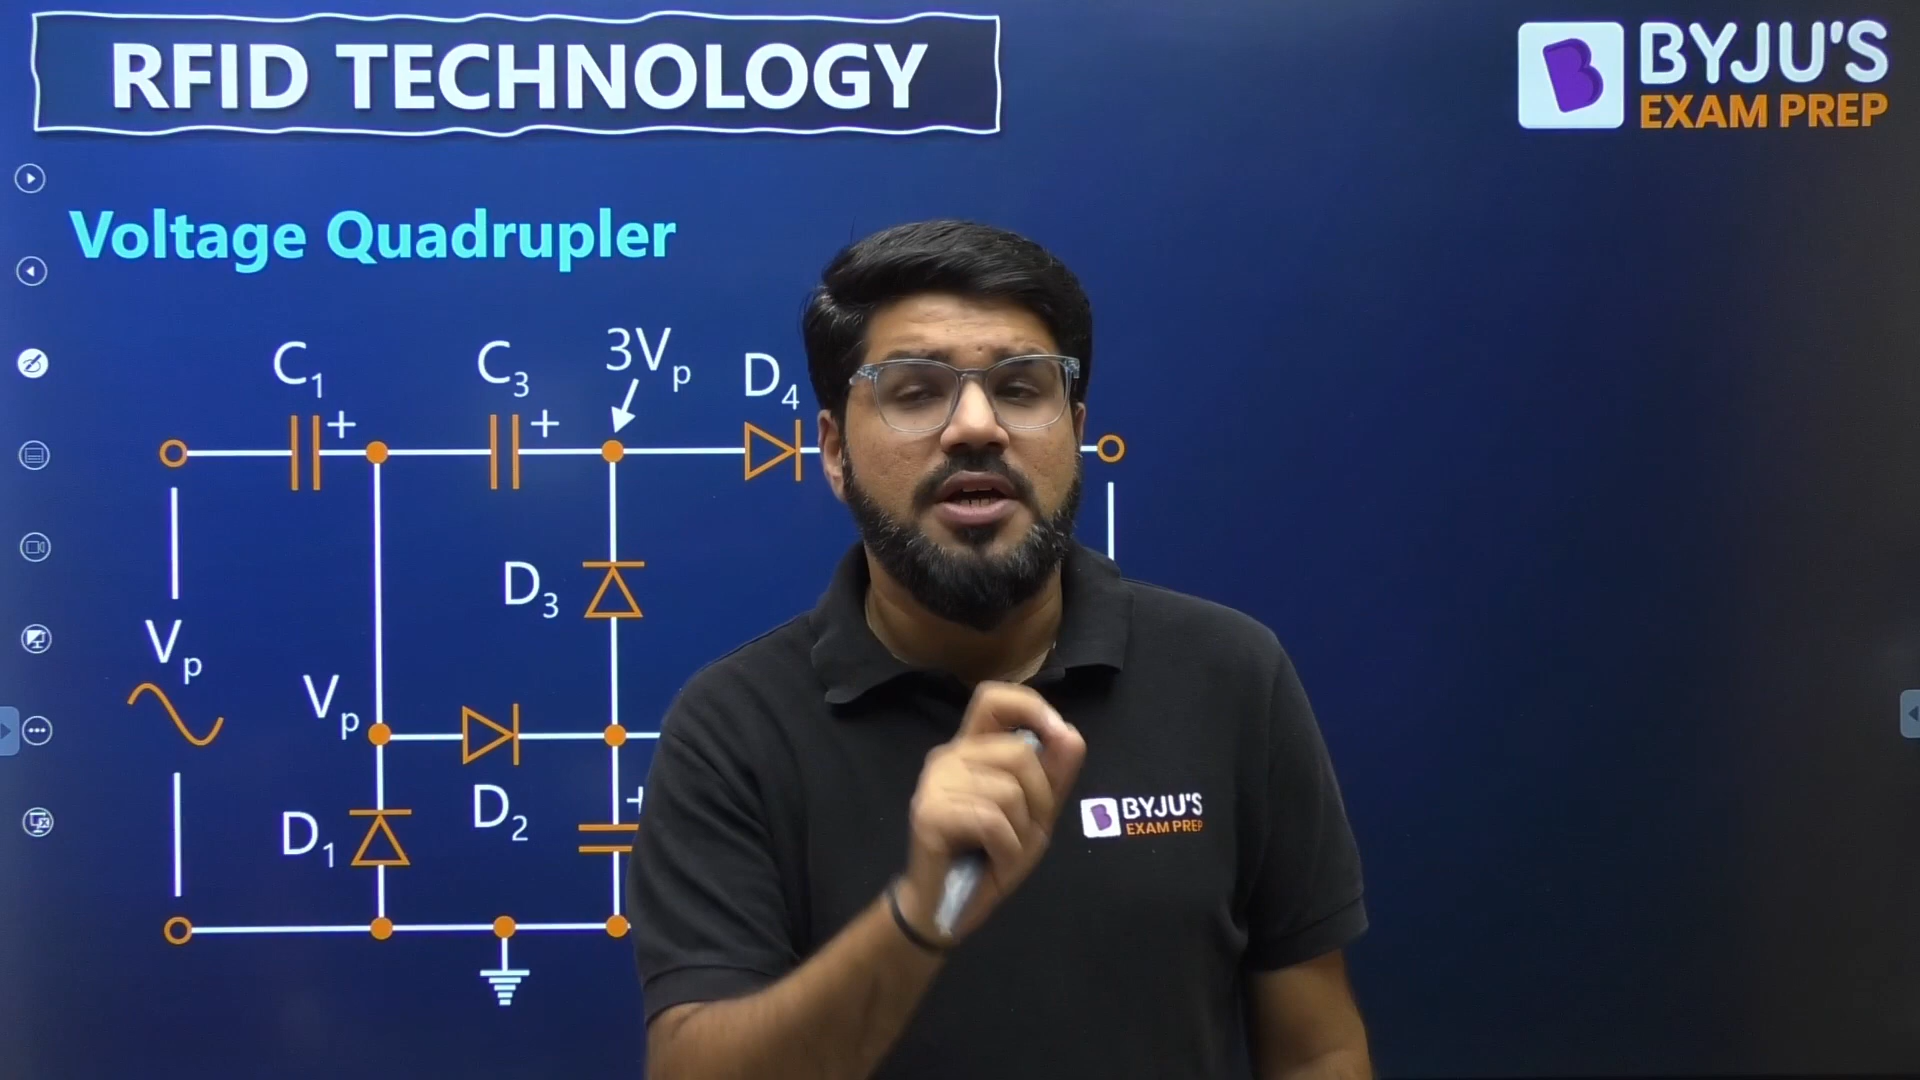 RFID TECHNOLOGY
BYJU'S
EXAM PREP
Voltage Quadrupler
C1
+
C3
+
3Vp
D4
D3
Vp
Vp
D1
D2
+
BYJU'S
EXAM PREP